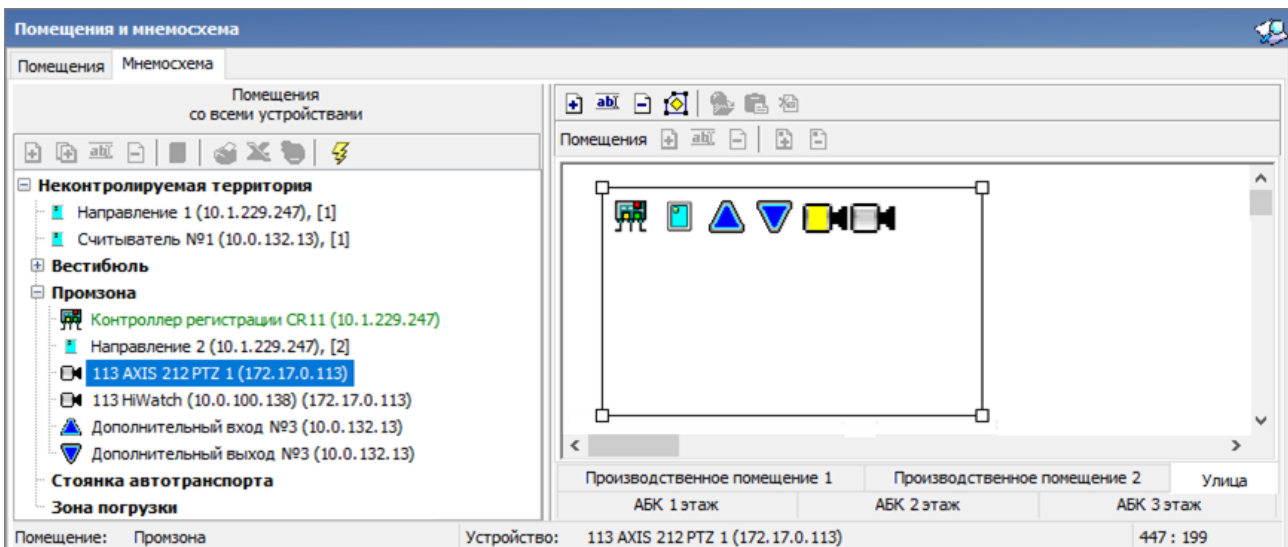 Помещения и мнемосхема
Помещения Мнемосхема
Помещения
со всеми устройствами
Неконтролируемая территория
Направление 1 (10.1.229.247), [1]
Считыватель №1 (10.0.132.13), [1]
Вестибюль
Промзона
Контроллер регистрации CR11 (10.1.229.247)
Направление 2 (10.1.229.247), [2]
113 AXIS 212 PTZ 1 (172.17.0.113)
113 HiWatch (10.0.100.138) (172.17.0.113)
Дополнительный вход №3 (10.0.132.13)
Дополнительный выход №3 (10.0.132.13)
Стоянка автотранспорта
Зона погрузки
Помещения
Производственное помещение 1 Производственное помещение 2 Улица
АБК 1 этаж АБК 2 этаж АБК 3 этаж
Помещение: Промзона Устройство: 113 AXIS 212 PTZ 1 (172.17.0.113) 447 : 199